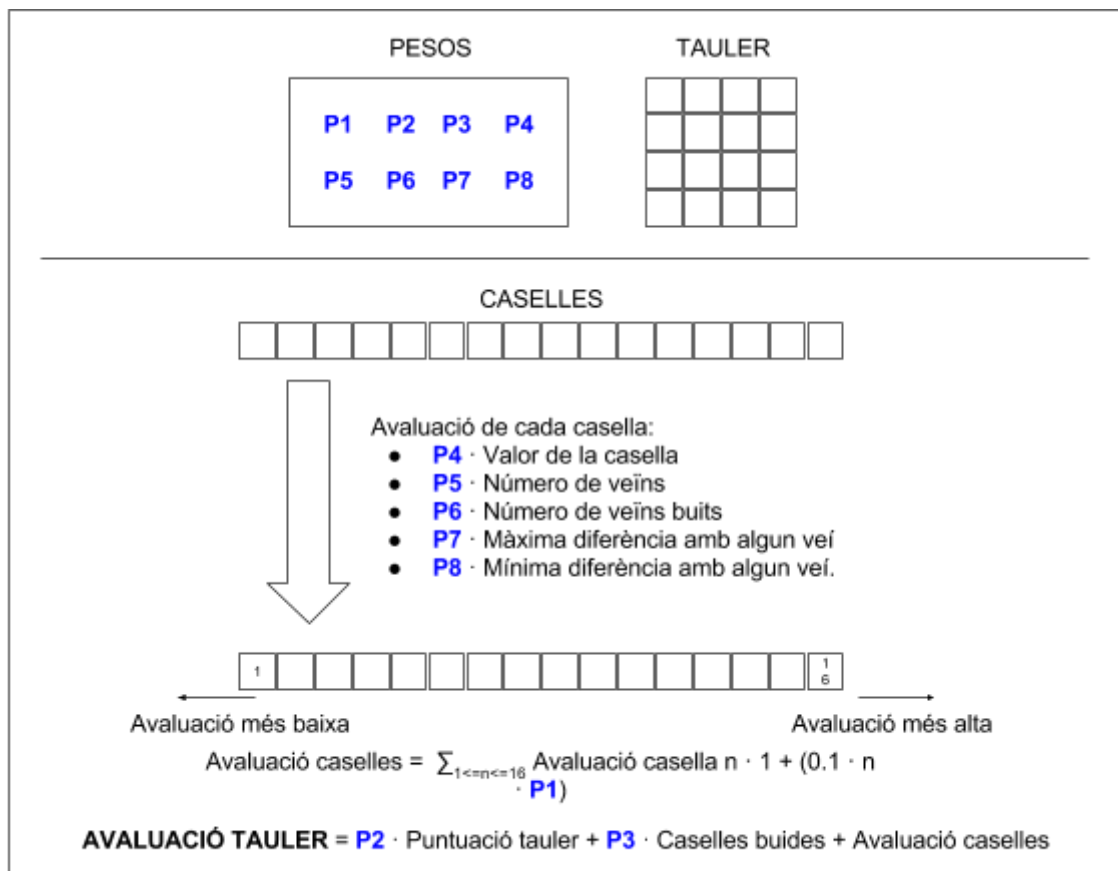 PESOS
TAULER
P1 P2 P3 P4
P5 P6 P7 P8
CASELLES
Avaluació de cada casella:
● P4 · Valor de la casella
● P5 · Número de veïns
● P6 · Número de veïns buits
● P7 · Màxima diferència amb algun veí
● P8 · Mínima diferència amb algun veí.
1
1
6
Avaluació més baixa
Avaluació més alta
Avaluació caselles = ∑1<=n<=16 Avaluació casella n · 1 + (0.1 · n
· P1)
AVALUACIÓ TAULER = P2 · Puntuació tauler + P3 · Caselles buides + Avaluació caselles